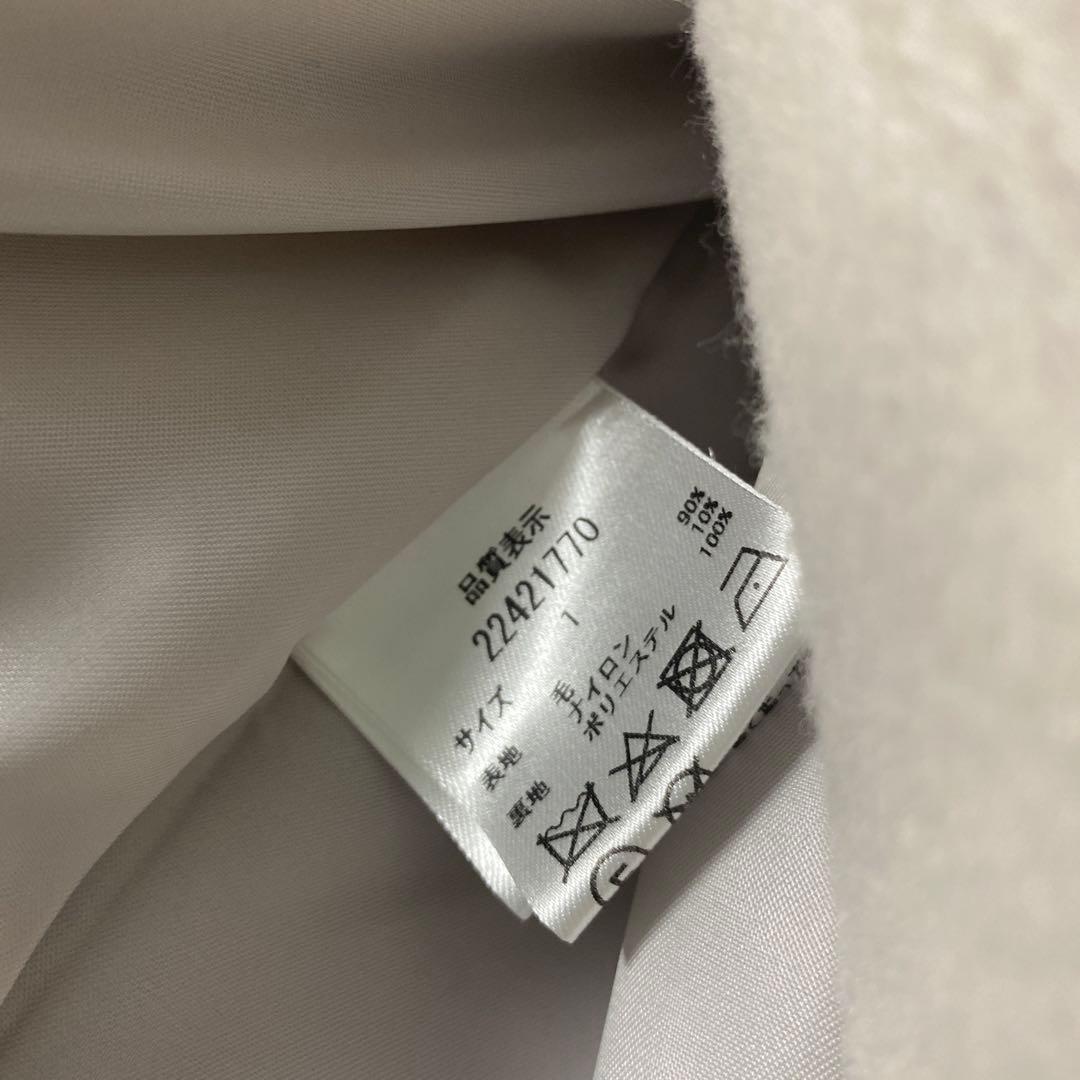 品質表示
22421770
サイズ 1
表地 毛 90%
ナイロン 10%
裏地 ポリエステル 100%